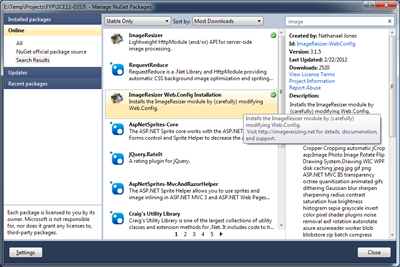 E:\Temp\Projects\FYP\SCE11-0353\ - Manage NuGet Packages
Installed packages
Online
All
NuGet official package source
Search Results
Updates
Recent packages
Each package is licensed to you by its owner. Microsoft is not responsible for, nor does it grant any licenses to, third-party packages.
Stable Only
Sort by: Most Downloads
image
ImageResizer
Lightweight HttpModule (and/or) API for server-side image processing.
RequestReduce
RequestReduce is a .Net Library and HttpModule providing automatic CSS background image optimization and spriting...
ImageResizer Web.Config Installation
Installs the ImageResizer module by (carefully) modifying Web.Config.
AspNetSprites-Core
The ASP.NET Sprite core works with the ASP.NET
Forms control and Sprite Helper to decrease the
jQuery.RateIt
A rating plugin for jQuery.
AspNetSprites-MvcAndRazorHelper
The ASP.NET Sprite Helper allows you to use sprites and image inlining in ASP.NET MVC 3 and ASP.NET Web Pages...
Craig's Utility Library
Craig's Utility Library is one of the largest collections of utility classes and extension methods for .Net. It includes code to h...
1 2 3 4 5
Created by: Nathanael Jones
Id: ImageResizer.WebConfig
Version: 3.1.5
Last Updated: 2/22/2012
Downloads: 2520
View License Terms
Project Information
Report Abuse
Description:
Installs the ImageResizer module by (carefully)
Installs the ImageResizer module by (carefully) modifying Web.Config.
Visit http://imageresizing.net for details, documenation, and support.
Cropper Cropping automatic jCrop
asp:Image Photo Image Rotate Flip
Drawing System.Drawing WIC WPF
disk caching jpeg jpg gif png
ASP.NET MVC IIS transparency
octree quantization animated gifs
dithering Gaussian blur sharpen
sharpening radius contrast
saturation brightness hue
histogram sepia grayscale invert
color pixel shader plugins noise
removal exif rotation autorotate
azure azurereader worker blob
blobstore zip batch compress
Settings
Close